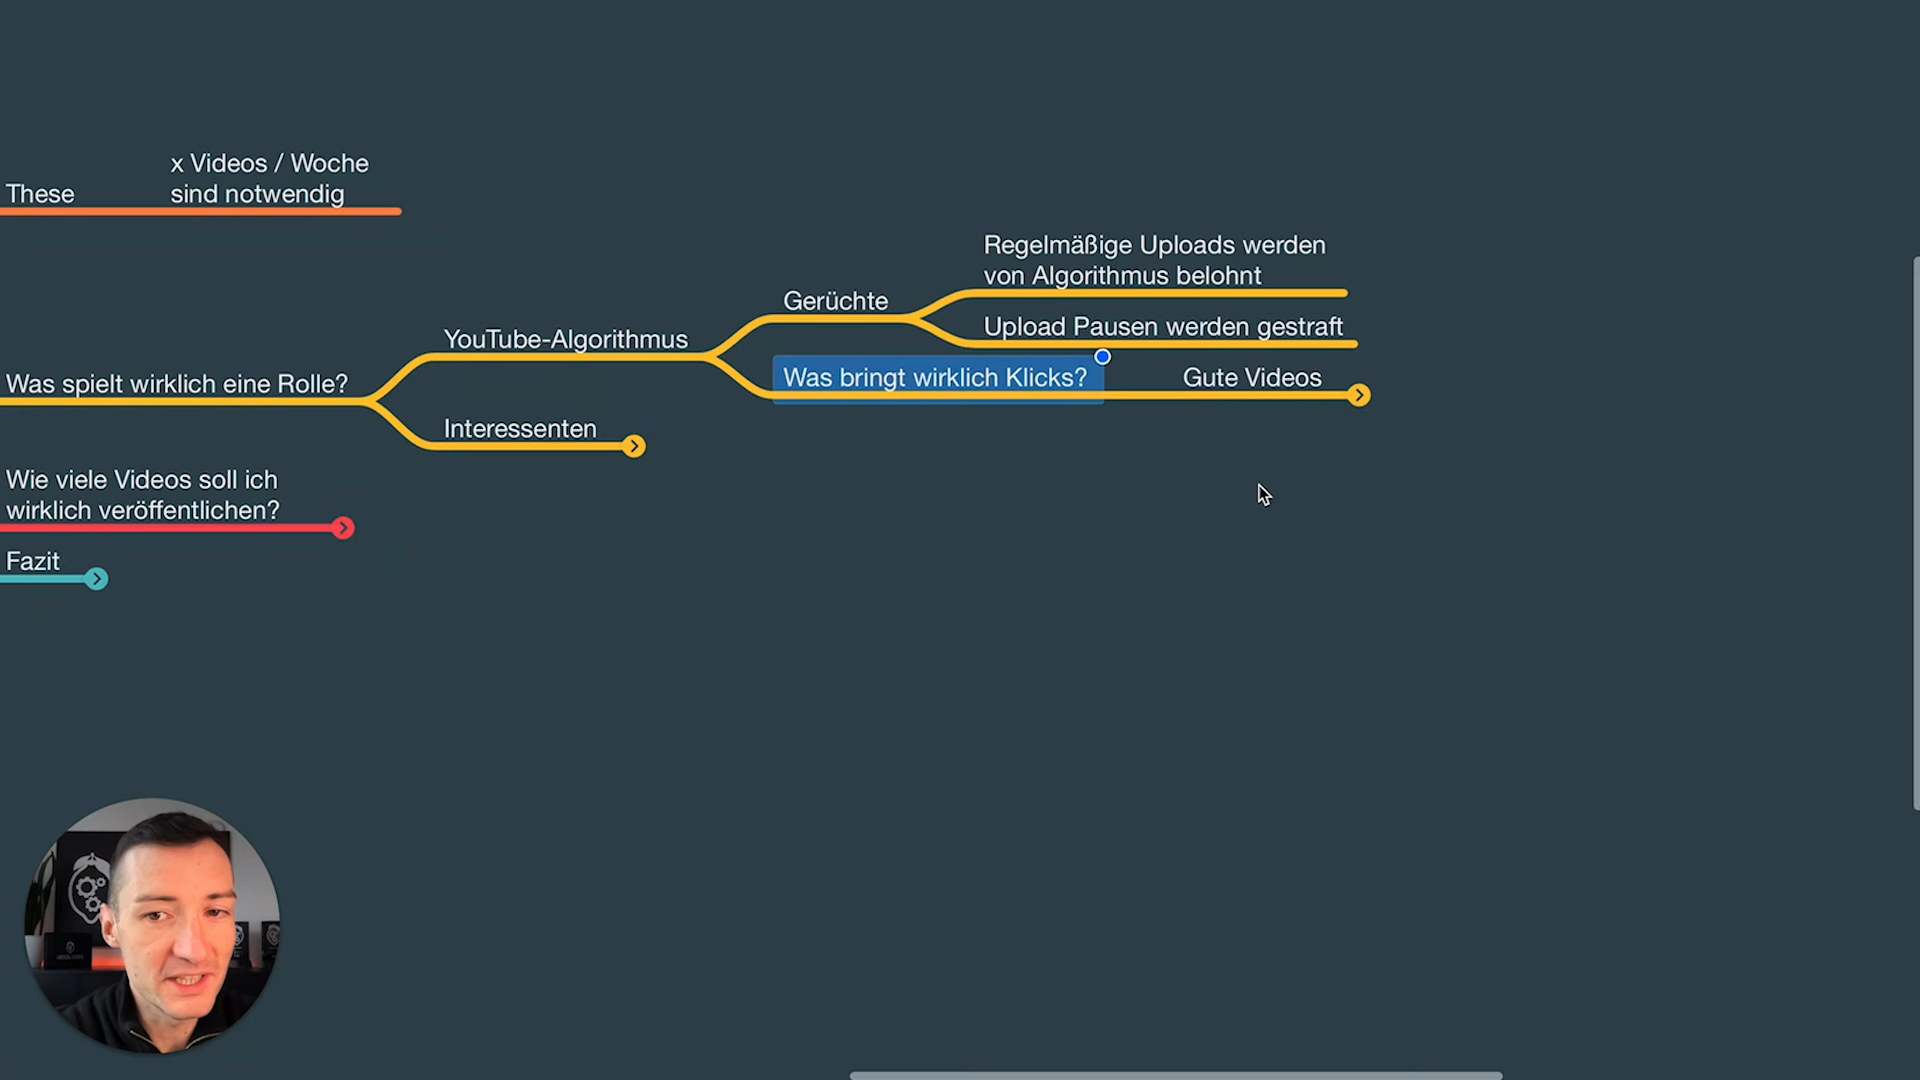 x Videos / Woche
sind notwendig
These
Regelmäßige Uploads werden
von Algorithmus belohnt
Gerüchte
Upload Pausen werden gestraft
YouTube-Algorithmus
Was bringt wirklich Klicks?
Gute Videos
Was spielt wirklich eine Rolle?
Interessenten
Wie viele Videos soll ich
wirklich veröffentlichen?
Fazit